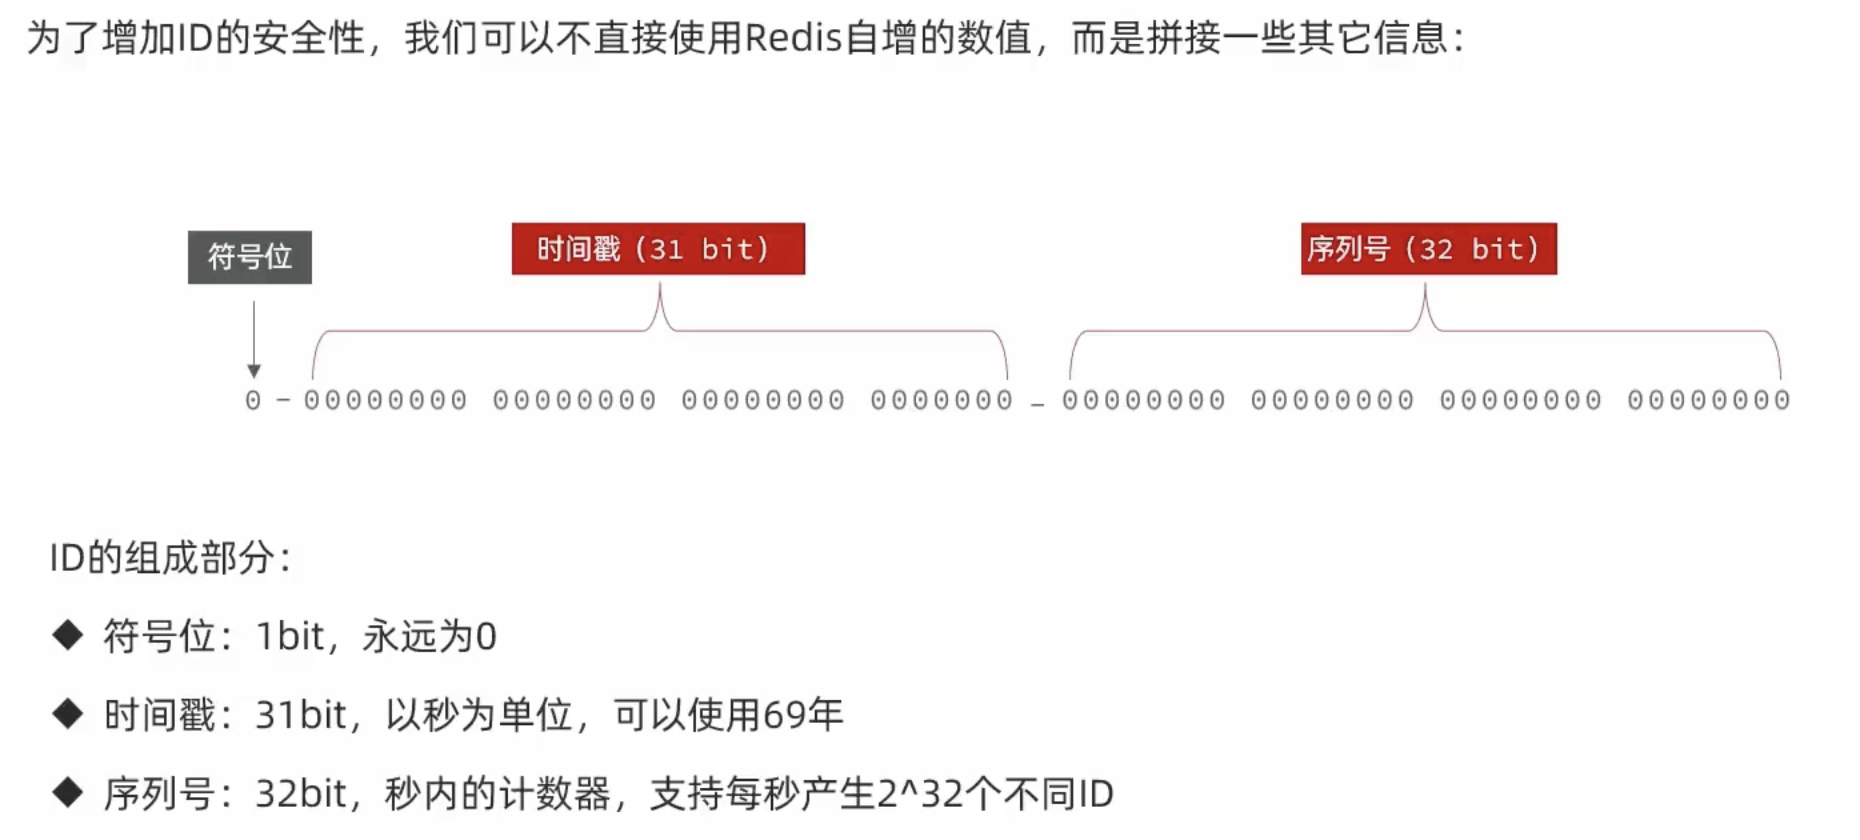 为了增加ID的安全性，我们可以不直接使用Redis自增的数值，而是拼接一些其它信息：
符号位
时间戳（31 bit）
序列号（32 bit）
0 - 00000000 00000000 00000000 0000000 - 00000000 00000000 00000000 00000000
ID的组成部分：
◆ 符号位：1bit，永远为0
◆ 时间戳：31bit，以秒为单位，可以使用69年
◆ 序列号：32bit，秒内的计数器，支持每秒产生2^32个不同ID